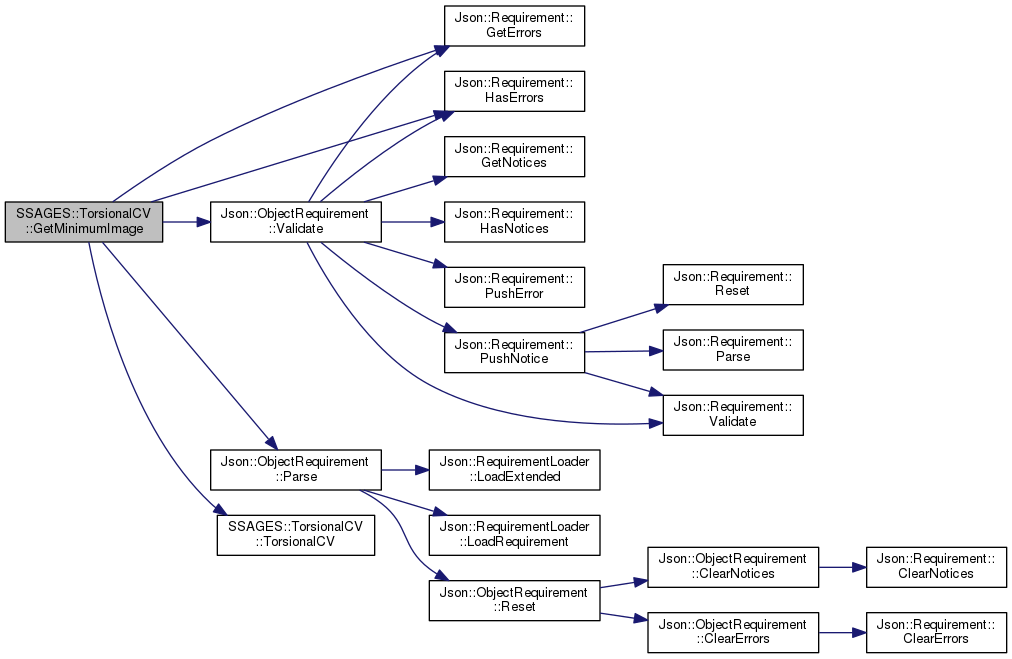 Json::Requirement::
GetErrors
Json::Requirement::
HasErrors
Json::Requirement::
GetNotices
SSAGES::TorsionalCV
::GetMinimumImage
Json::ObjectRequirement
::Validate
Json::Requirement::
HasNotices
Json::Requirement::
PushError
Json::Requirement::
Reset
Json::Requirement::
PushNotice
Json::Requirement::
Parse
Json::Requirement::
Validate
Json::ObjectRequirement
::Parse
Json::RequirementLoader
::LoadExtended
SSAGES::TorsionalCV
::TorsionalCV
Json::RequirementLoader
::LoadRequirement
Json::ObjectRequirement
::Reset
Json::ObjectRequirement
::ClearNotices
Json::Requirement::
ClearNotices
Json::ObjectRequirement
::ClearErrors
Json::Requirement::
ClearErrors